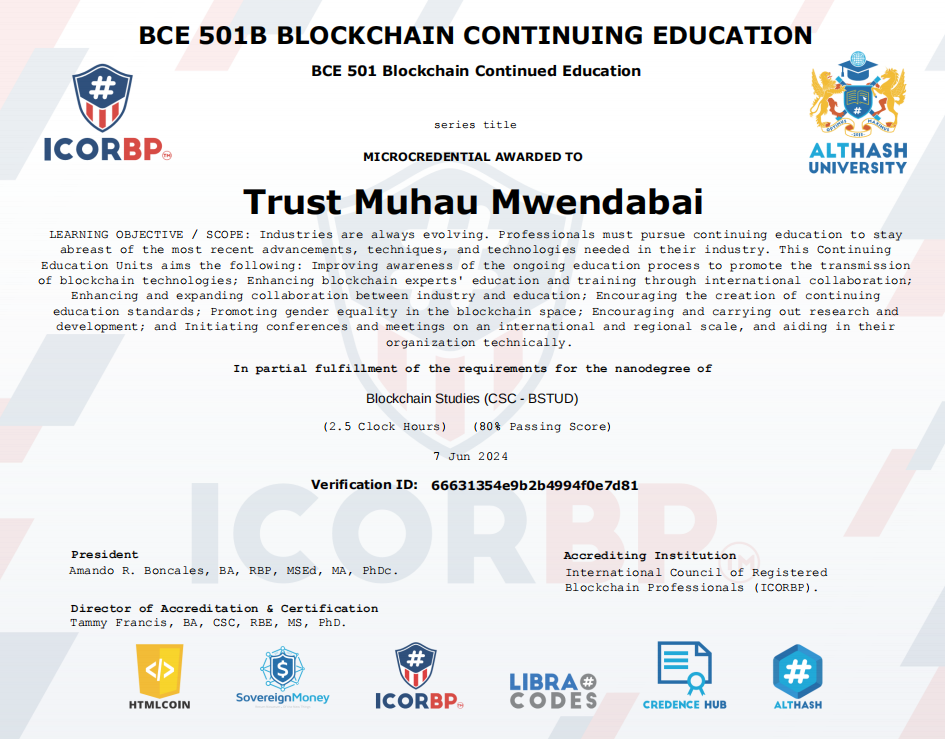 BCE 501B BLOCKCHAIN CONTINUING EDUCATION
BCE 501 Blockchain Continued Education
ICORBP TM
ALTHASH
UNIVERSITY
series title
MICROCREDENTIAL AWARDED TO
Trust Muhau Mwendabai
LEARNING OBJECTIVE / SCOPE: Industries are always evolving. Professionals must pursue continuing education to stay
abreast of the most recent advancements, techniques, and technologies needed in their industry. This Continuing
Education Units aims the following: Improving awareness of the ongoing education process to promote the transmission
of blockchain technologies; Enhancing blockchain experts' education and training through international collaboration;
Enhancing and expanding collaboration between industry and education; Encouraging the creation of continuing
education standards; Promoting gender equality in the blockchain space; Encouraging and carrying out research and
development; and Initiating conferences and meetings on an international and regional scale, and aiding in their
organization technically.
In partial fulfillment of the requirements for the nanodegree of
Blockchain Studies (CSC - BSTUD)
(2.5 Clock Hours) (80% Passing Score)
7 Jun 2024
Verification ID: 66631354e9b2b4994f0e7d81
ICORBP TM
President
Amando R. Boncales, BA, RBP, MSEd, MA, PhDc.
Accrediting Institution
International Council of Registered
Blockchain Professionals (ICORBP).
Director of Accreditation & Certification
Tammy Francis, BA, CSC, RBE, MS, PhD.
HTMLCOIN
SovereignMoney
ICORBP TM
LIBRA#
CODES
CREDENCE HUB
ALTHASH